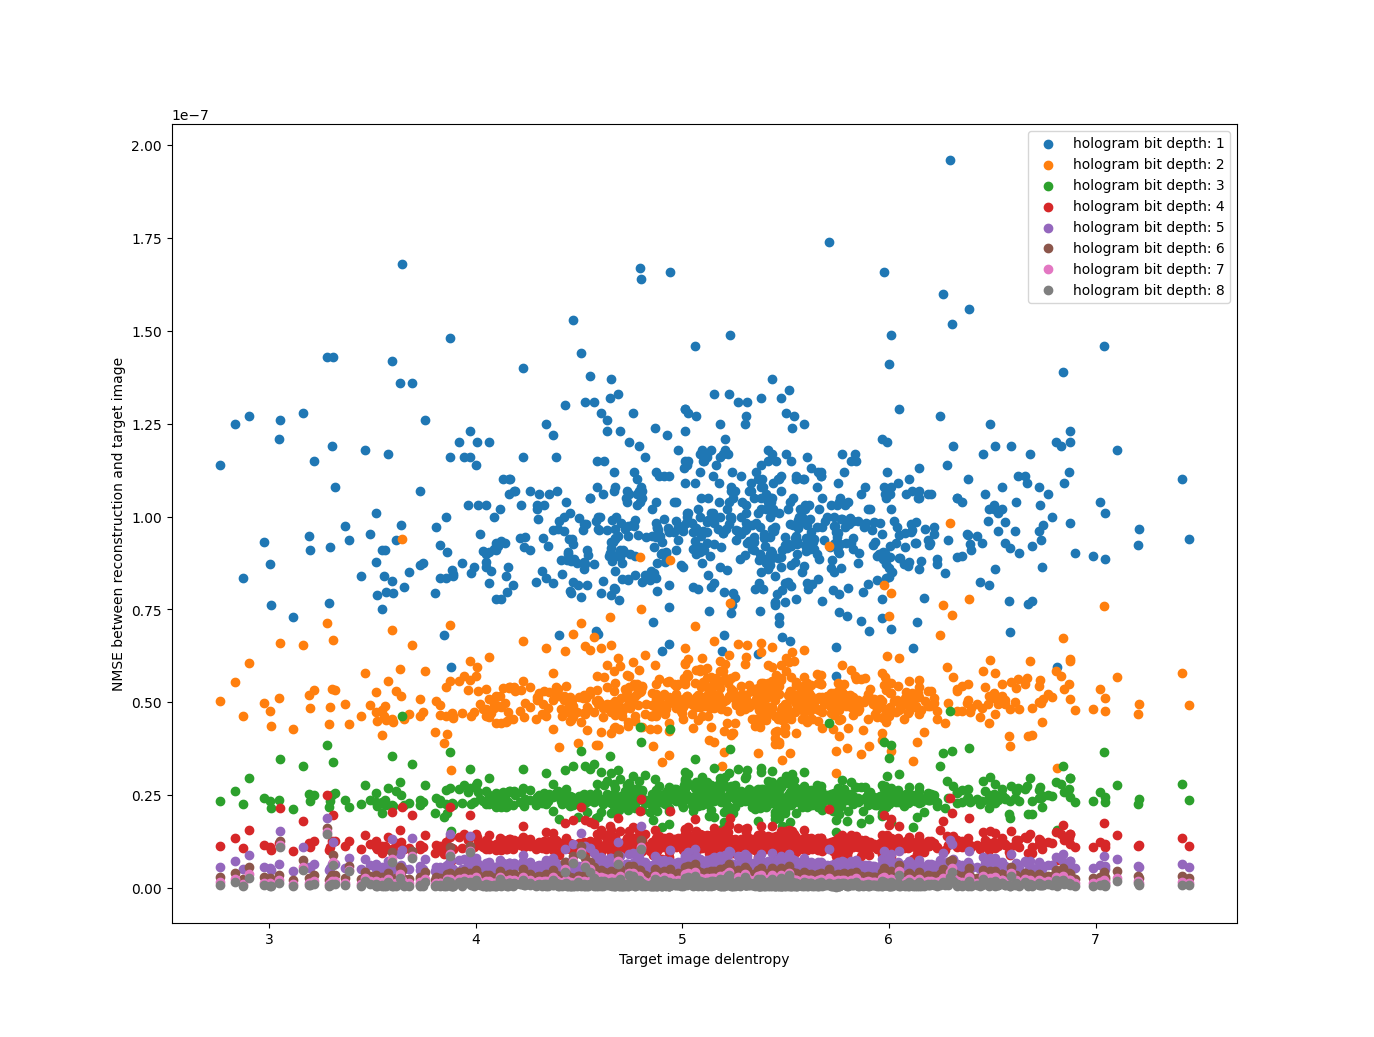 1e−7
2.00
1.75
1.50
1.25
1.00
0.75
0.50
0.25
0.00
NMSE between reconstruction and target image
hologram bit depth: 1
hologram bit depth: 2
hologram bit depth: 3
hologram bit depth: 4
hologram bit depth: 5
hologram bit depth: 6
hologram bit depth: 7
hologram bit depth: 8
3 4 5 6 7
Target image delentropy